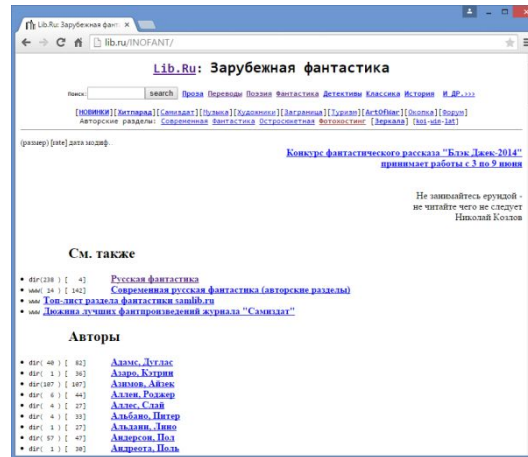 Lib.Ru: Зарубежная фант
lib.ru/INOFANT/
Lib.Ru: Зарубежная фантастика
Поиск: search Проза Переводы Поэзия Фантастика Детективы Классика История И ДР.>>>
[НОВИНКИ][Хитпарад][Самиздат][Музыка][Художники][Заграница][Туризм][ArtOfWar][Окопка][Форум]
Авторские разделы: Современная Фантастика Остросюжетная Фотохостинг [Зеркала] [koi-win-lat]
(размер) [rate] дата модиф.
Конкурс фантастического рассказа "Блэк Джек-2014"
принимает работы с 3 по 9 июня
Не занимайтесь ерундой -
не читайте чего не следует
Николай Козлов
См. также
dir(238 ) [ 4] Русская фантастика
www( 14 ) [ 142] Современная русская фантастика (авторские разделы)
www Топ-лист раздела фантастики samlib.ru
www Дюжина лучших фантпроизведений журнала "Самиздат"
Авторы
dir( 40 ) [ 82] Адамс, Дуглас
dir( 1 ) [ 36] Азаро, Кэтрин
dir(107 ) [107] Азимов, Айзек
dir( 6 ) [ 44] Аллен, Роджер
dir( 4 ) [ 27] Аллес, Слай
dir( 4 ) [ 33] Альбано, Питер
dir( 1 ) [ 27] Альдани, Лино
dir( 57 ) [ 47] Андерсон, Пол
dir( 1 ) [ 30] Андреота, Поль